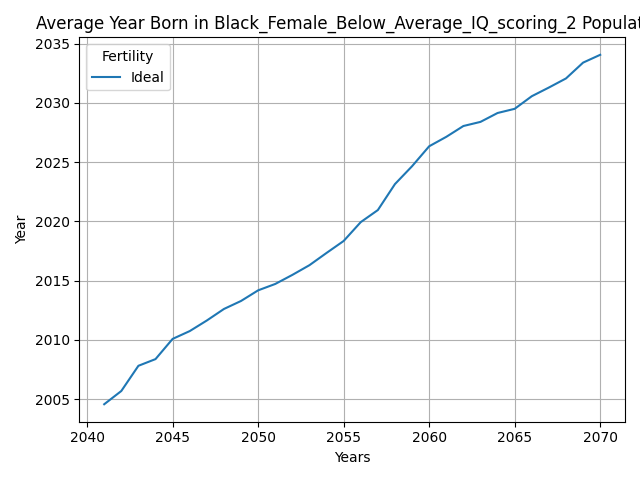 Average Year Born in Black_Female_Below_Average_IQ_scoring_2 Populat
Fertility
Ideal
Year
2035
2030
2025
2020
2015
2010
2005
2040 2045 2050 2055 2060 2065 2070
Years